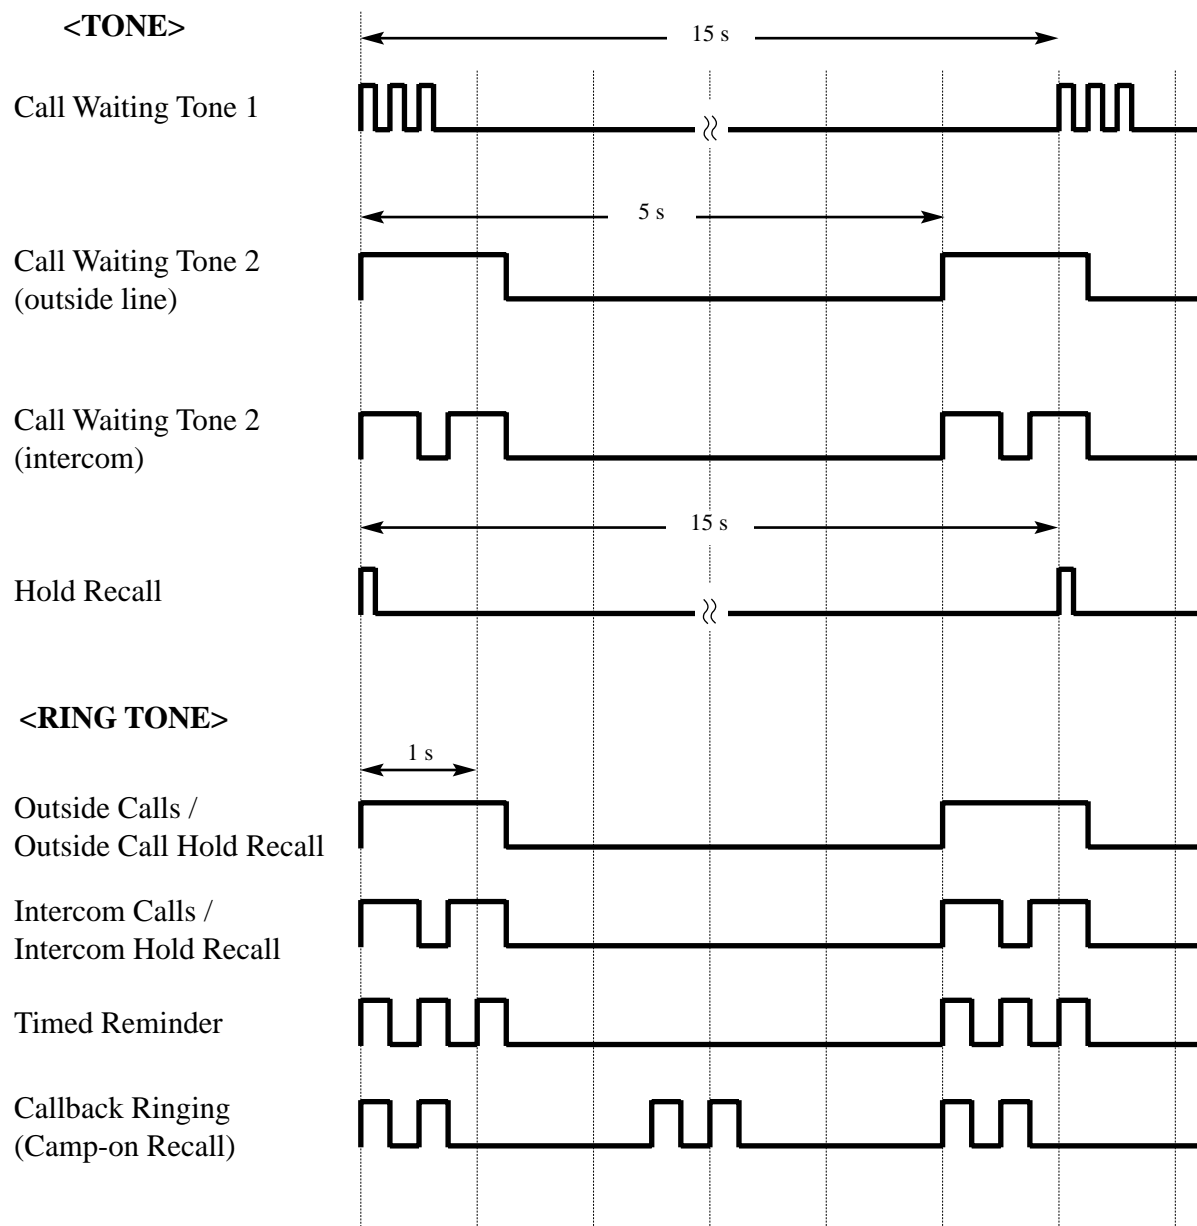 <TONE>
15 s
Call Waiting Tone 1
5 s
Call Waiting Tone 2
(outside line)
Call Waiting Tone 2
(intercom)
15 s
Hold Recall
<RING TONE>
1 s
Outside Calls /
Outside Call Hold Recall
Intercom Calls /
Intercom Hold Recall
Timed Reminder
Callback Ringing
(Camp-on Recall)